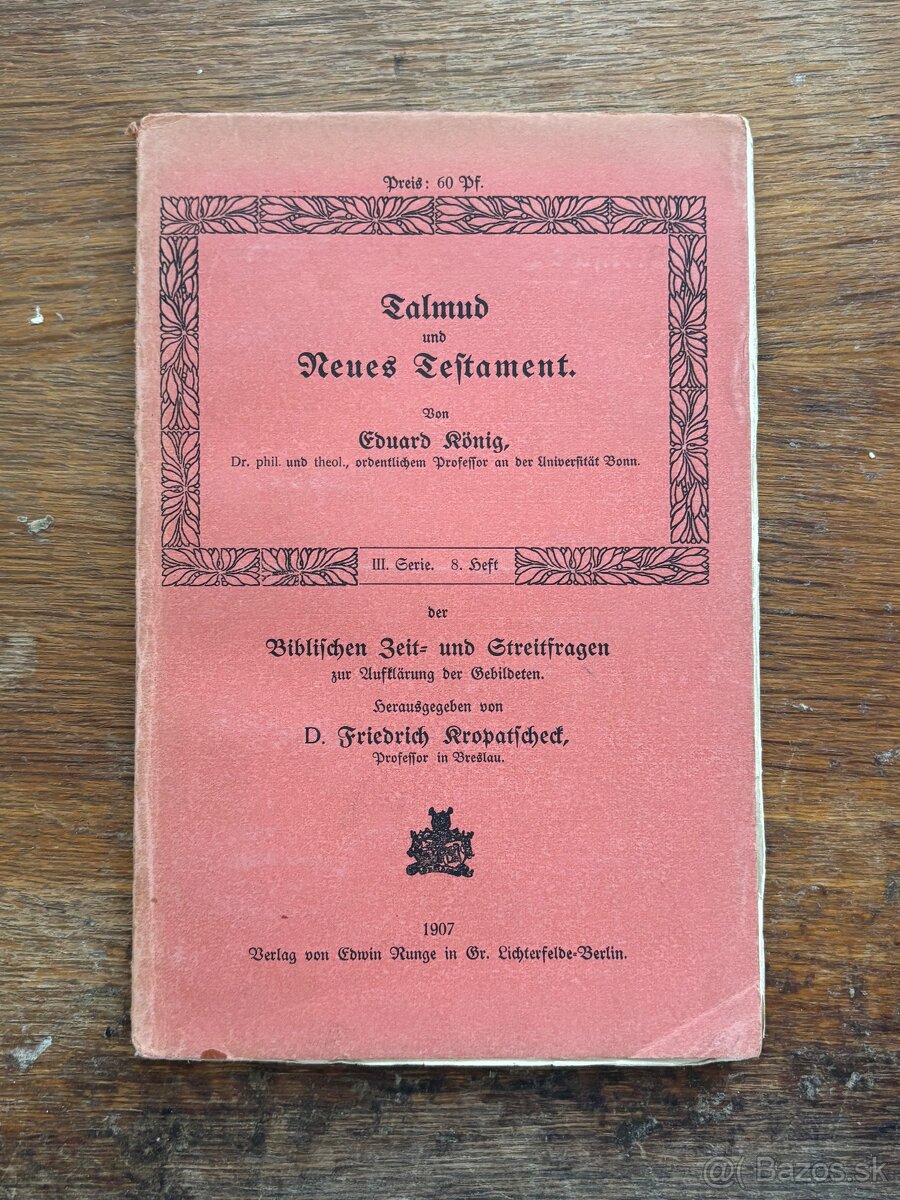 Preis: 60 Pf.
Talmud
und
Neues Testament.
Von
Eduard König,
Dr. phil. und theol., ordentlichem Professor an der Universität Bonn.
III. Serie. 8. Heft
der
Biblischen Zeit- und Streitfragen
zur Aufklärung der Gebildeten.
Herausgegeben von
D. Friedrich Kropatscheck,
Professor in Breslau.
1907
Verlag von Edwin Runge in Gr. Lichterfelde-Berlin.
Bazos.sk